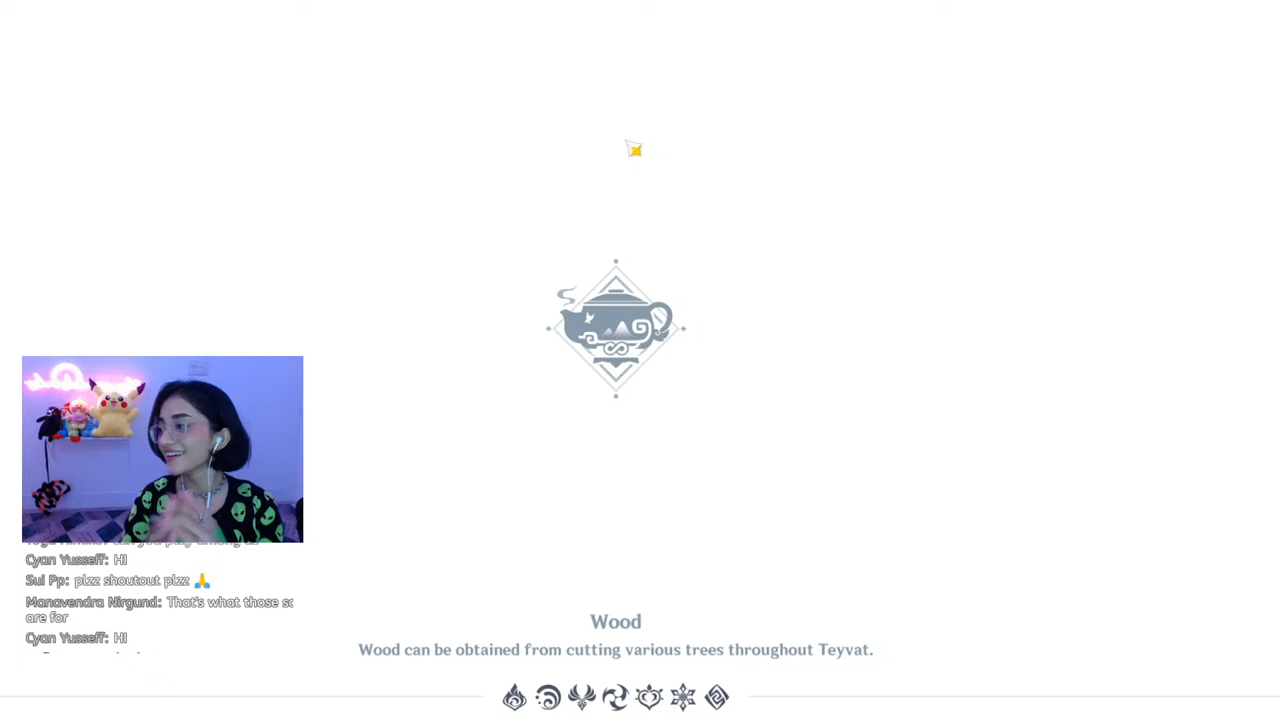 Cyan Yusseff: HI
Sul Pp: plzz shoutout plzz 🙏
Manavendra Nirgund: That's what those sc
are for
Cyan Yusseff: HI
Wood
Wood can be obtained from cutting various trees throughout Teyvat.